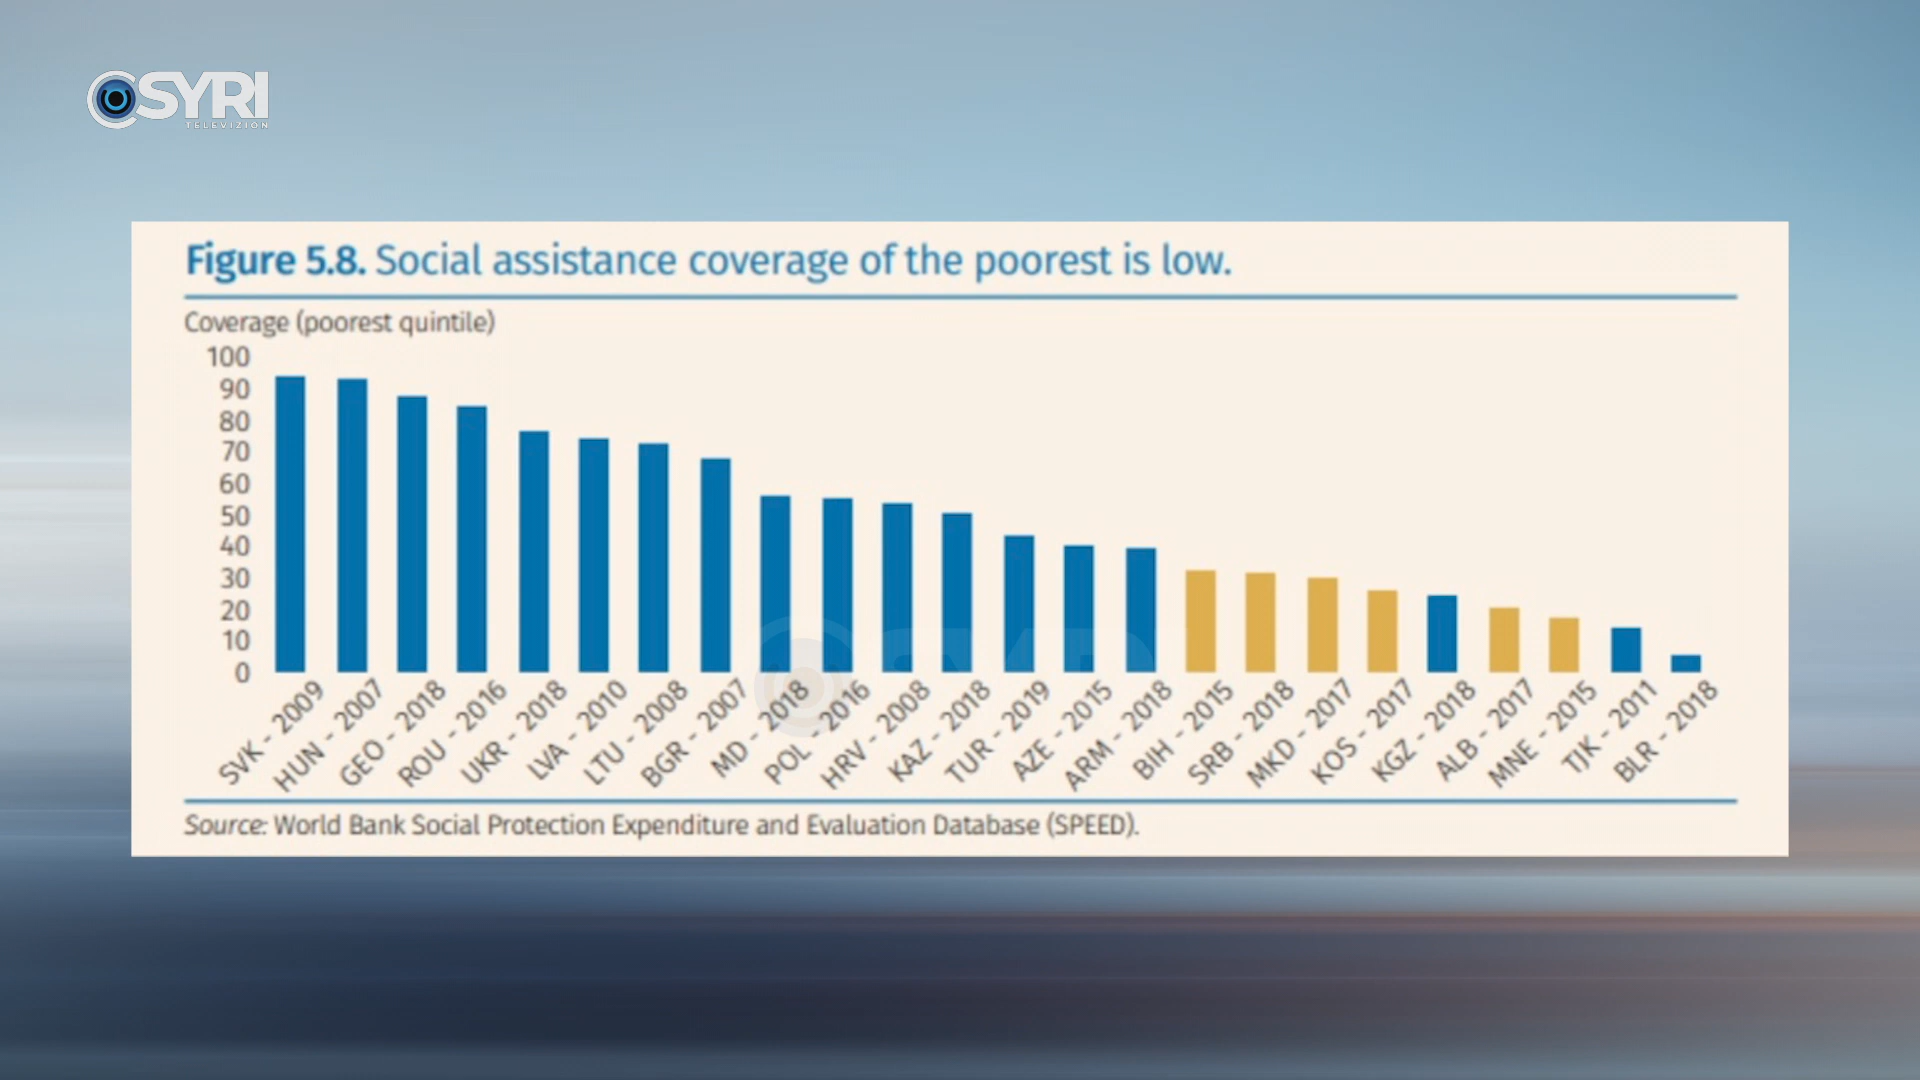 SYRI
TELEVIZION
Figure 5.8. Social assistance coverage of the poorest is low.
Coverage (poorest quintile)
100
90
80
70
60
50
40
30
20
10
0
SVK - 2009
HUN - 2007
GEO - 2018
ROU - 2016
UKR - 2018
LVA - 2010
LTU - 2008
BGR - 2007
MD - 2018
POL - 2016
HRV - 2008
KAZ - 2018
TUR - 2019
AZE - 2015
ARM - 2018
BIH - 2015
SRB - 2018
MKD - 2017
KOS - 2017
KGZ - 2018
ALB - 2017
MNE - 2015
TJK - 2011
BLR - 2018
Source: World Bank Social Protection Expenditure and Evaluation Database (SPEED).